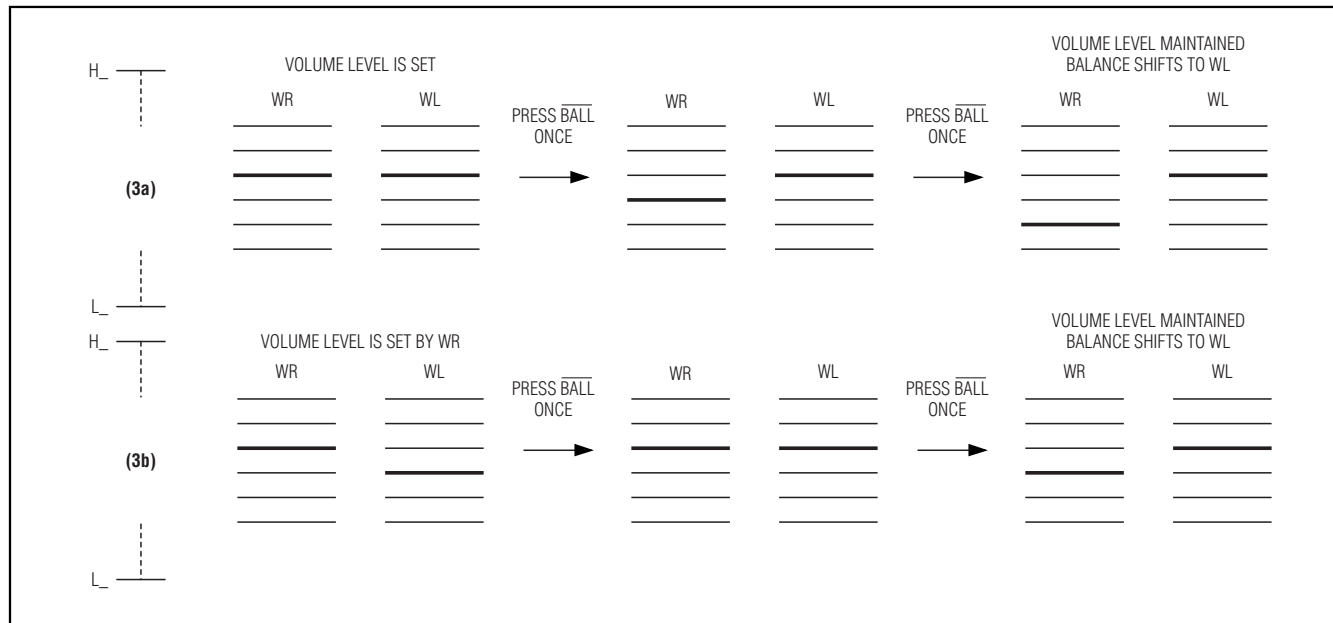 H_
VOLUME LEVEL IS SET
WR WL
PRESS BALL
ONCE
WR WL
PRESS BALL
ONCE
VOLUME LEVEL MAINTAINED
BALANCE SHIFTS TO WL
WR WL
(3a)
L_
H_
VOLUME LEVEL IS SET BY WR
WR WL
PRESS BALL
ONCE
WR WL
PRESS BALL
ONCE
VOLUME LEVEL MAINTAINED
BALANCE SHIFTS TO WL
WR WL
(3b)
L_